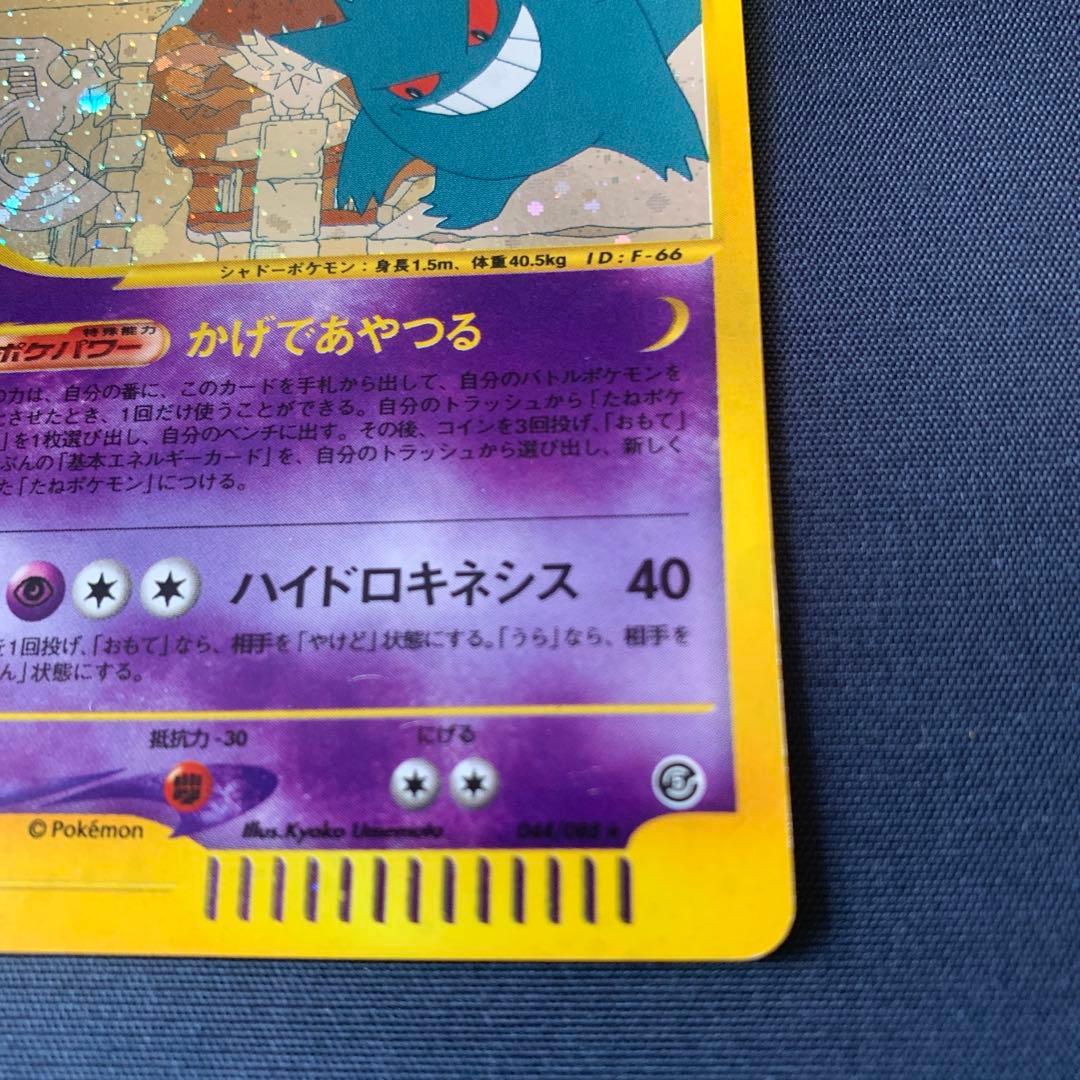 シャドーポケモン：身長1.5m、体重40.5kg ID:F-66
特殊能力
ポケパワー かげであやつる
の力は、自分の番に、このカードを手札から出して、自分のバトルポケモンを
させたとき、1回だけ使うことができる。自分のトラッシュから「たねポケ
」を1枚選び出し、自分のベンチに出す。その後、コインを3回投げ、「おもて」
ぶんの「基本エネルギーカード」を、自分のトラッシュから選び出し、新しく
た「たねポケモン」につける。
ハイドロキネシス 40
を1回投げ、「おもて」なら、相手を「やけど」状態にする。「うら」なら、相手を
ん」状態にする。
抵抗力 -30 にげる
© Pokémon Illus. Kyoko Umemoto